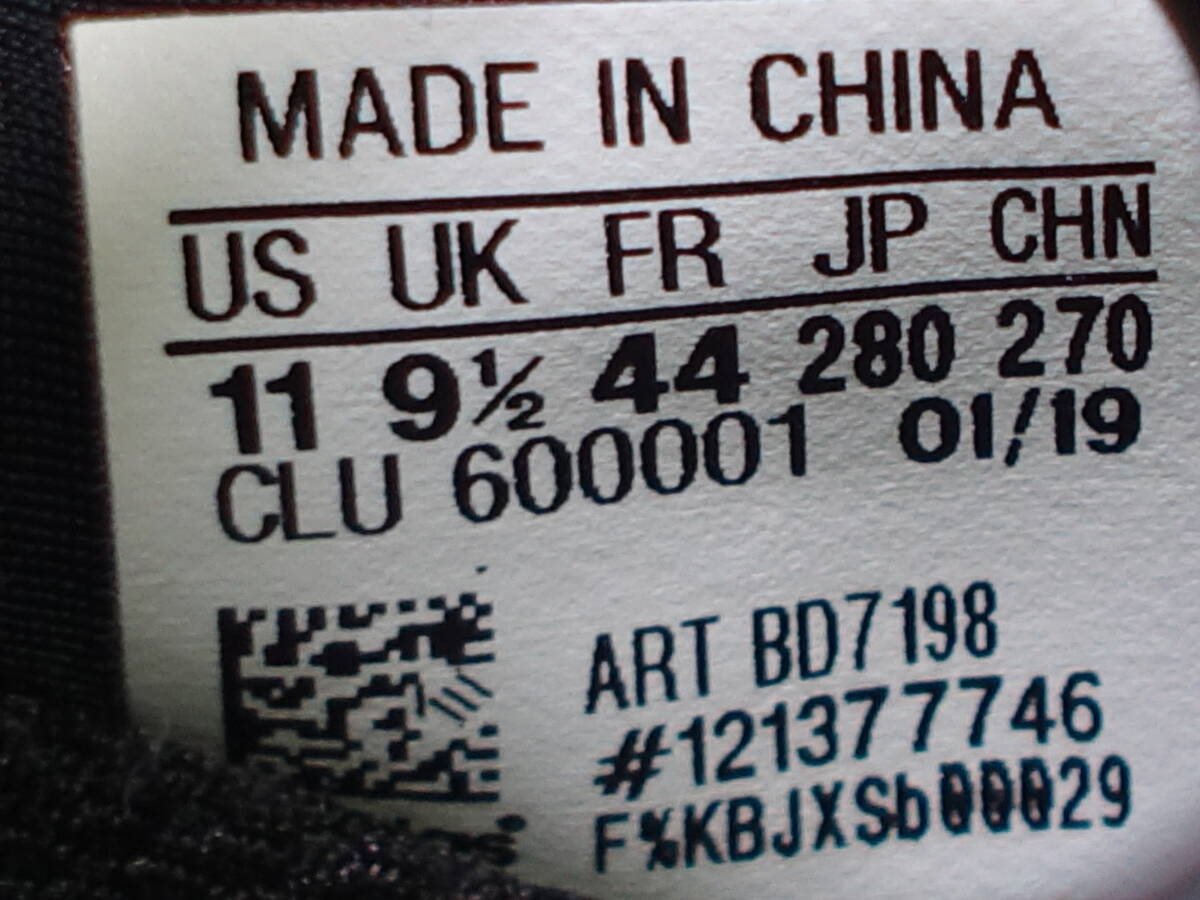 MADE IN CHINA
US UK FR JP CHN
11 9½ 44 280 270
CLU 600001 01/19
ART BD7198
#121377746
F%KBJXSb00029